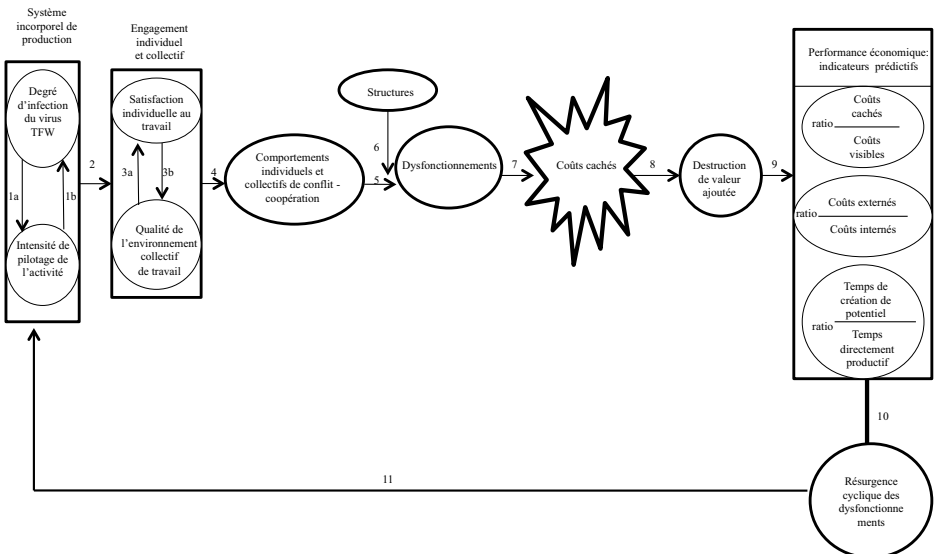 Système
incorporel de
production
Degré
d’infection
du virus
TFW
1a
1b
Intensité de
pilotage de
l’activité
2
Engagement
individuel
et collectif
Satisfaction
individuelle au
travail
3a
3b
Qualité de
l’environnement
collectif
de travail
4
Comportements
individuels et
collectifs de conflit -
coopération
5
Structures
6
Dysfonctionnements
7
Coûts cachés
8
Destruction
de valeur
ajoutée
9
Performance économique:
indicateurs prédictifs
Coûts
cachés
ratio
Coûts
visibles
Coûts externés
ratio
Coûts internés
Temps de
création de
potentiel
ratio
Temps
directement
productif
10
Résurgence
cyclique des
dysfonctionne
ments
11